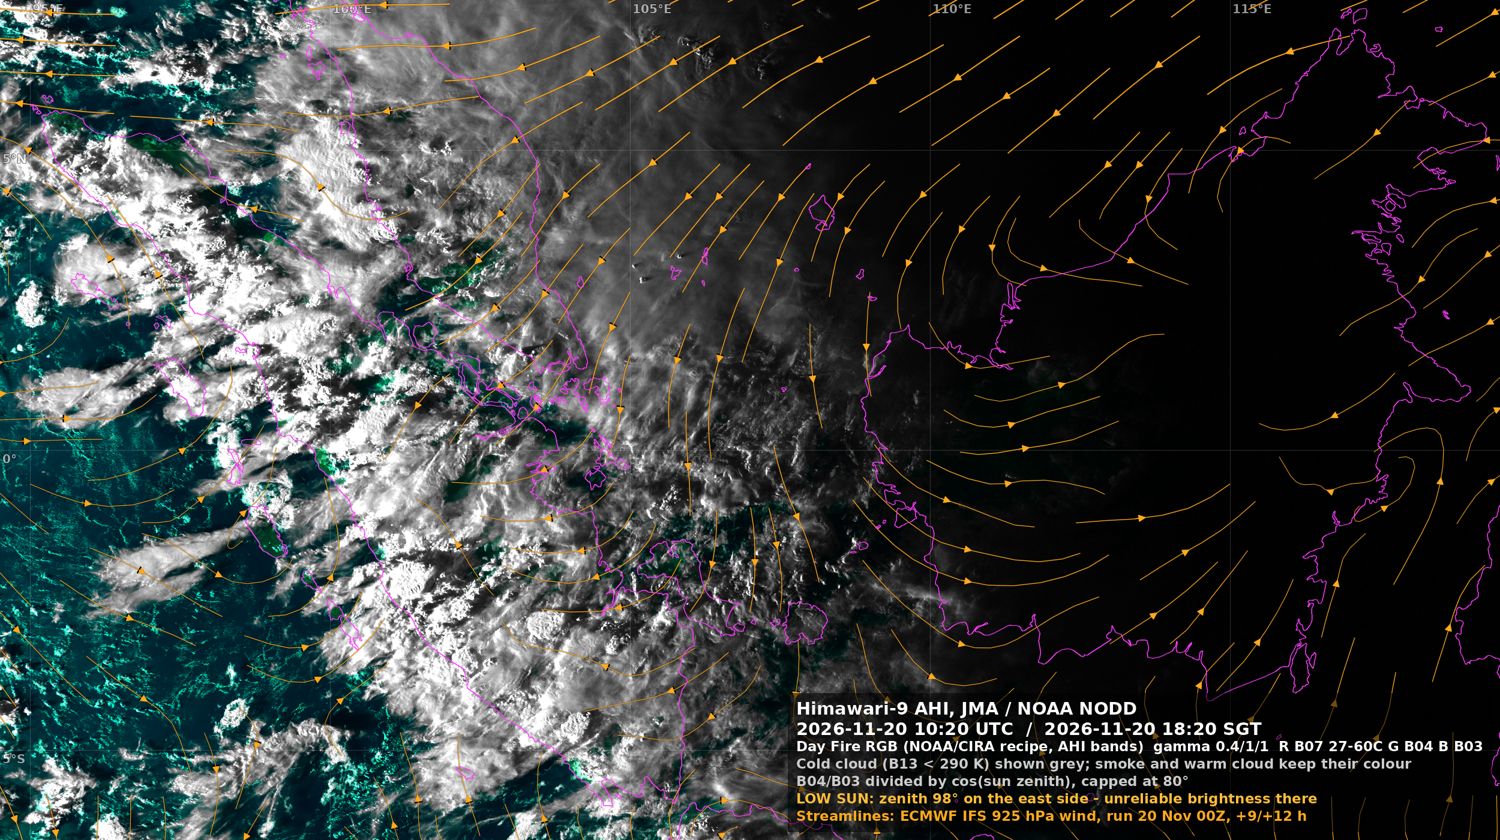 95°E 100°E 105°E 110°E 115°E
5°N
0°
5°S
Himawari-9 AHI, JMA / NOAA NODD
2026-11-20 10:20 UTC / 2026-11-20 18:20 SGT
Day Fire RGB (NOAA/CIRA recipe, AHI bands) gamma 0.4/1/1 R B07 27-60C G B04 B B03
Cold cloud (B13 < 290 K) shown grey; smoke and warm cloud keep their colour
B04/B03 divided by cos(sun zenith), capped at 80°
LOW SUN: zenith 98° on the east side - unreliable brightness there
Streamlines: ECMWF IFS 925 hPa wind, run 20 Nov 00Z, +9/+12 h